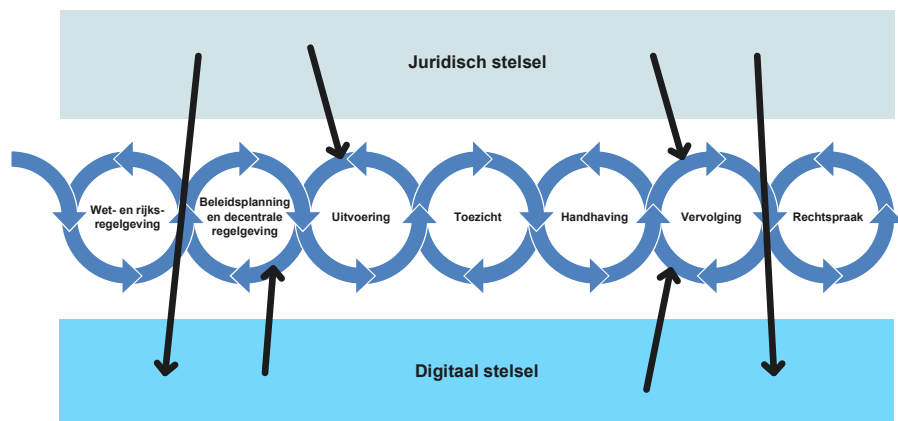 Juridisch stelsel
Wet- en rijks-
regelgeving
Beleidsplanning
en decentrale
regelgeving
Uitvoering
Toezicht
Handhaving
Vervolging
Rechtspraak
Digitaal stelsel